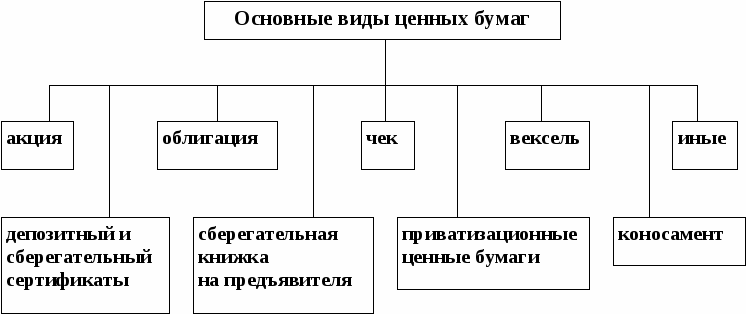 Основные виды ценных бумаг
акция
облигация
чек
вексель
иные
депозитный и
сберегательный
сертификаты
сберегательная
книжка
на предъявителя
приватизационные
ценные бумаги
коносамент